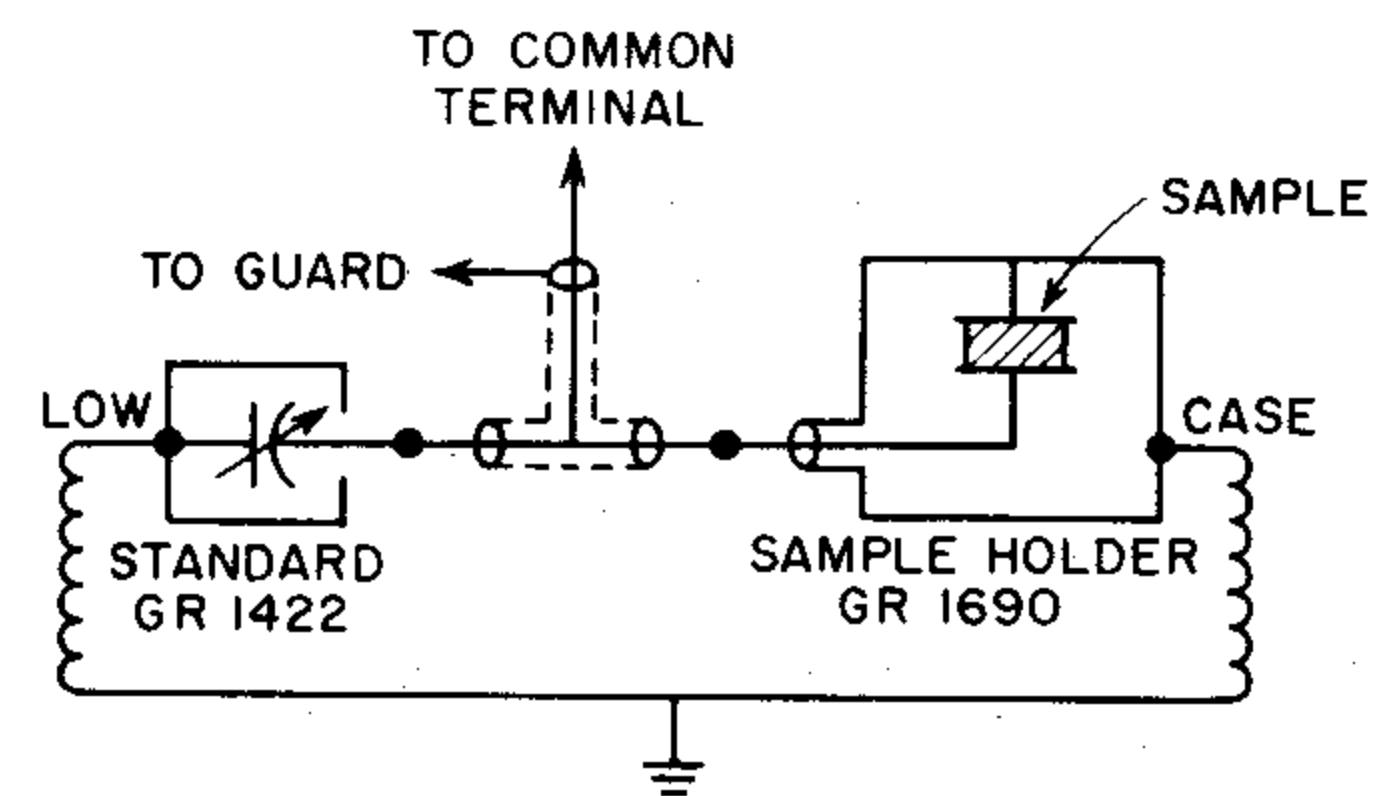 TO COMMON
TERMINAL
SAMPLE
TO GUARD
LOW
CASE
STANDARD
GR 1422
SAMPLE HOLDER
GR 1690